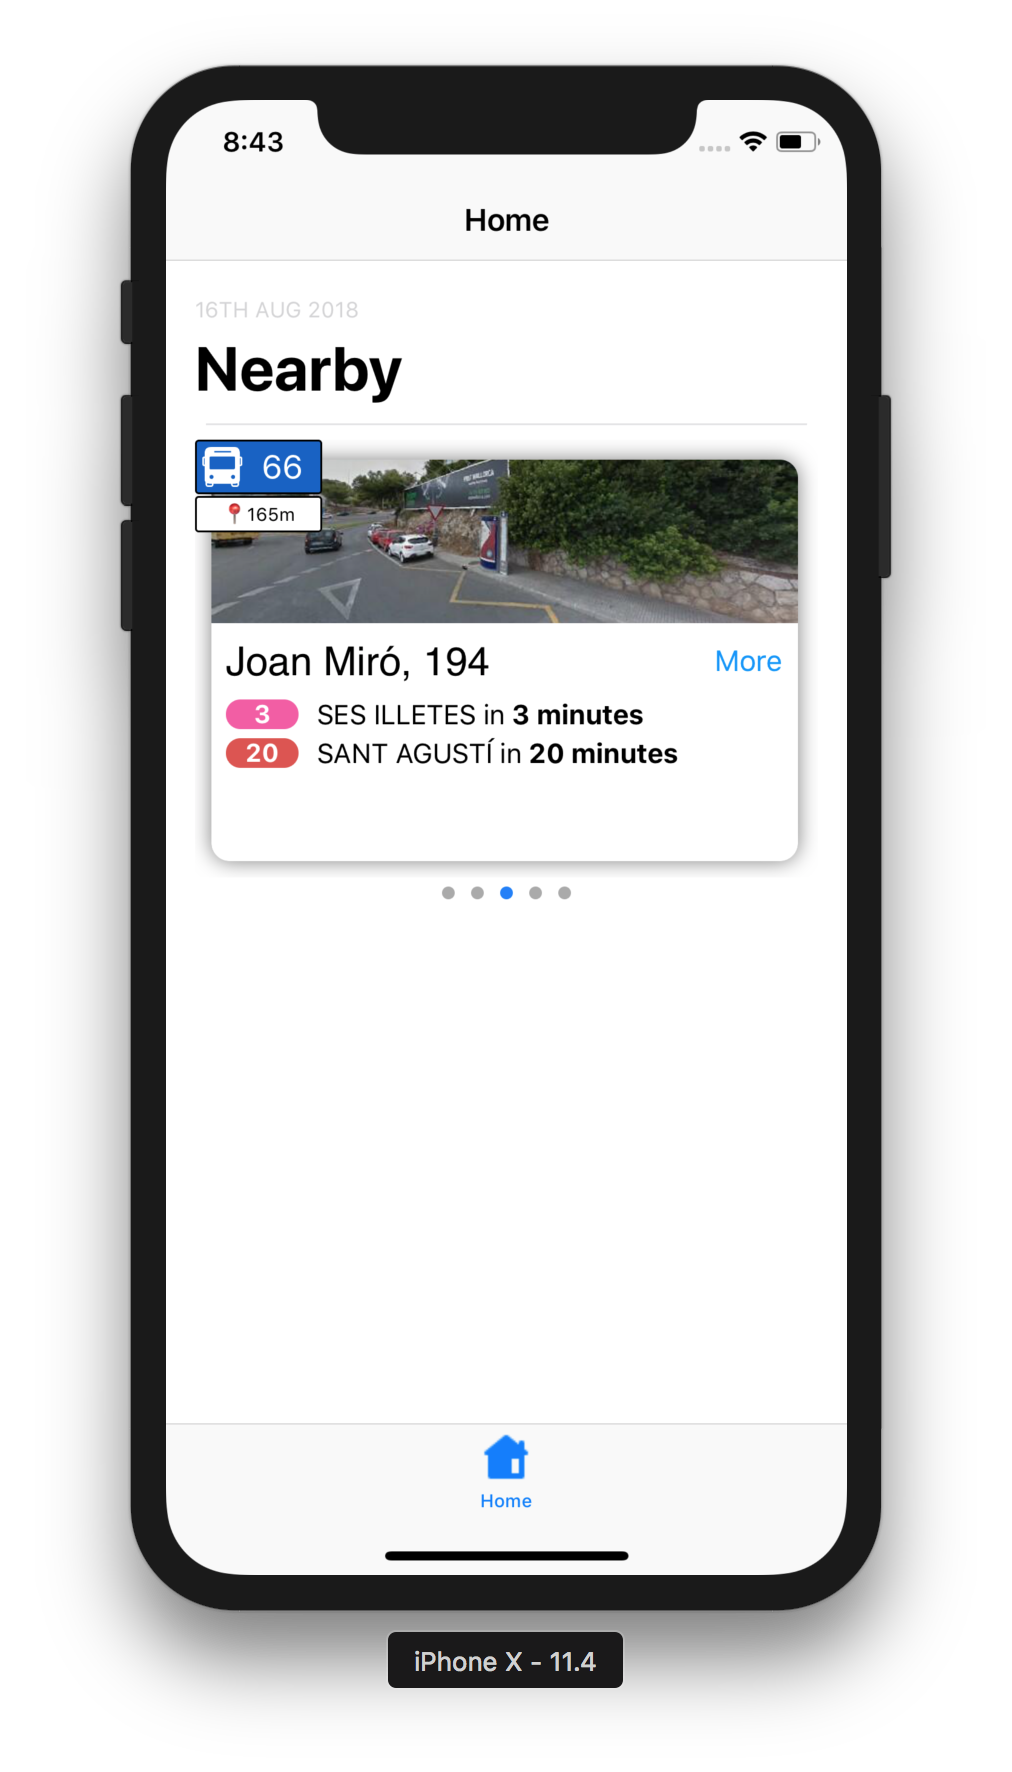 8:43
Home
16TH AUG 2018
Nearby
66
165m
Joan Miró, 194
More
3 SES ILLETES in 3 minutes
20 SANT AGUSTÍ in 20 minutes
Home
iPhone X - 11.4